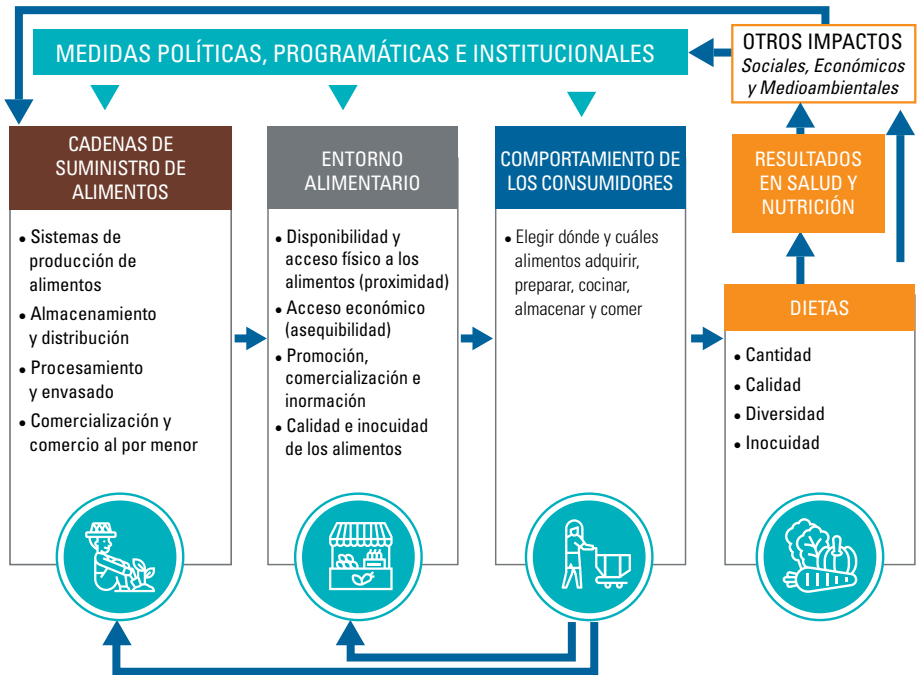 MEDIDAS POLÍTICAS, PROGRAMÁTICAS E INSTITUCIONALES
OTROS IMPACTOS
Sociales, Económicos
y Medioambientales
CADENAS DE
SUMINISTRO DE
ALIMENTOS
• Sistemas de
producción de
alimentos
• Almacenamiento
y distribución
• Procesamiento
y envasado
• Comercialización y
comercio al por menor
ENTORNO
ALIMENTARIO
• Disponibilidad y
acceso físico a los
alimentos (proximidad)
• Acceso económico
(asequibilidad)
• Promoción,
comercialización e
inormación
• Calidad e inocuidad
de los alimentos
COMPORTAMIENTO DE
LOS CONSUMIDORES
• Elegir dónde y cuáles
alimentos adquirir,
preparar, cocinar,
almacenar y comer
RESULTADOS
EN SALUD Y
NUTRICIÓN
DIETAS
• Cantidad
• Calidad
• Diversidad
• Inocuidad